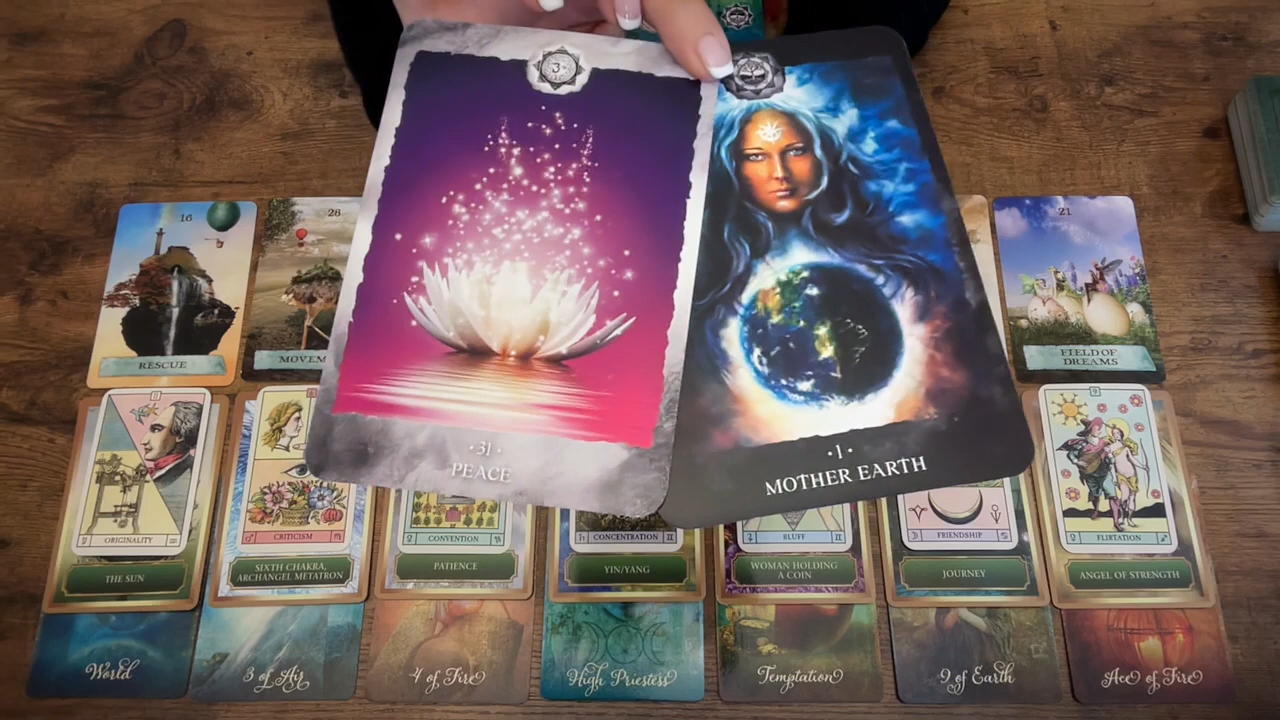 3
·31·
PEACE
·1·
MOTHER EARTH
16
RESCUE
28
21
FIELD OF
DREAMS
ORIGINALITY
THE SUN
CRITICISM
SIXTH CHAKRA,
ARCHANGEL METATRON
CONVENTION
PATIENCE
CONCENTRATION
YIN/YANG
BLUFF
WOMAN HOLDING
A COIN
FRIENDSHIP
JOURNEY
9
FLIRTATION
ANGEL OF STRENGTH
World
3 of Air
4 of Fire
High Priestess
Temptation
9 of Earth
Ace of Fire